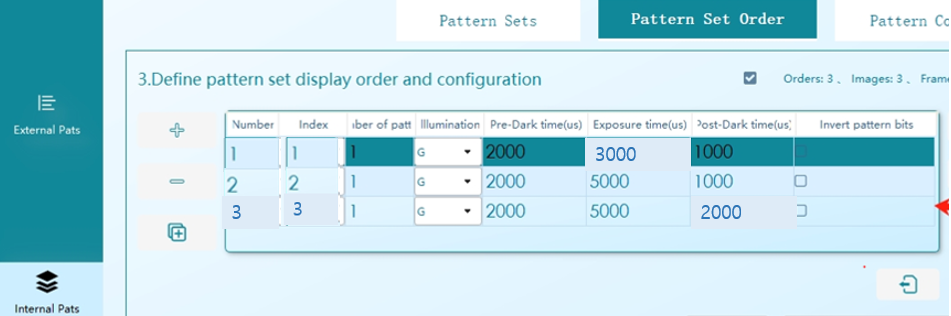 Pattern Sets
Pattern Set Order
Pattern Co
External Pats
Internal Pats
3.Define pattern set display order and configuration
Orders: 3 、 Images: 3 、 Frame
Number Index ber of patt Illumination Pre-Dark time(us) Exposure time(us) Post-Dark time(us) Invert pattern bits
1 1 1 G 2000 3000 1000
2 2 1 G 2000 5000 1000
3 3 1 G 2000 5000 2000